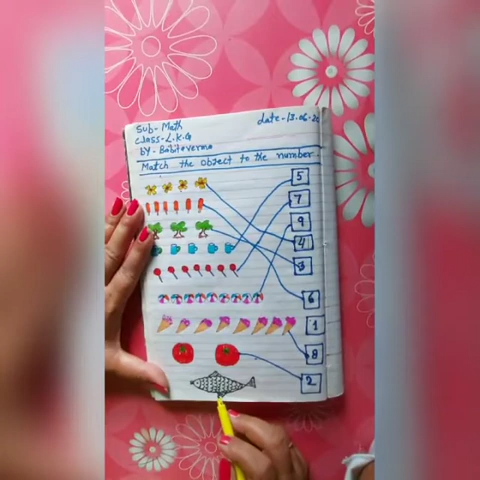 Sub- Math
Class- L.K.G
date-13.06.20
by- Babita verma
Match the object to the number
5
7
9
4
3
6
1
8
2